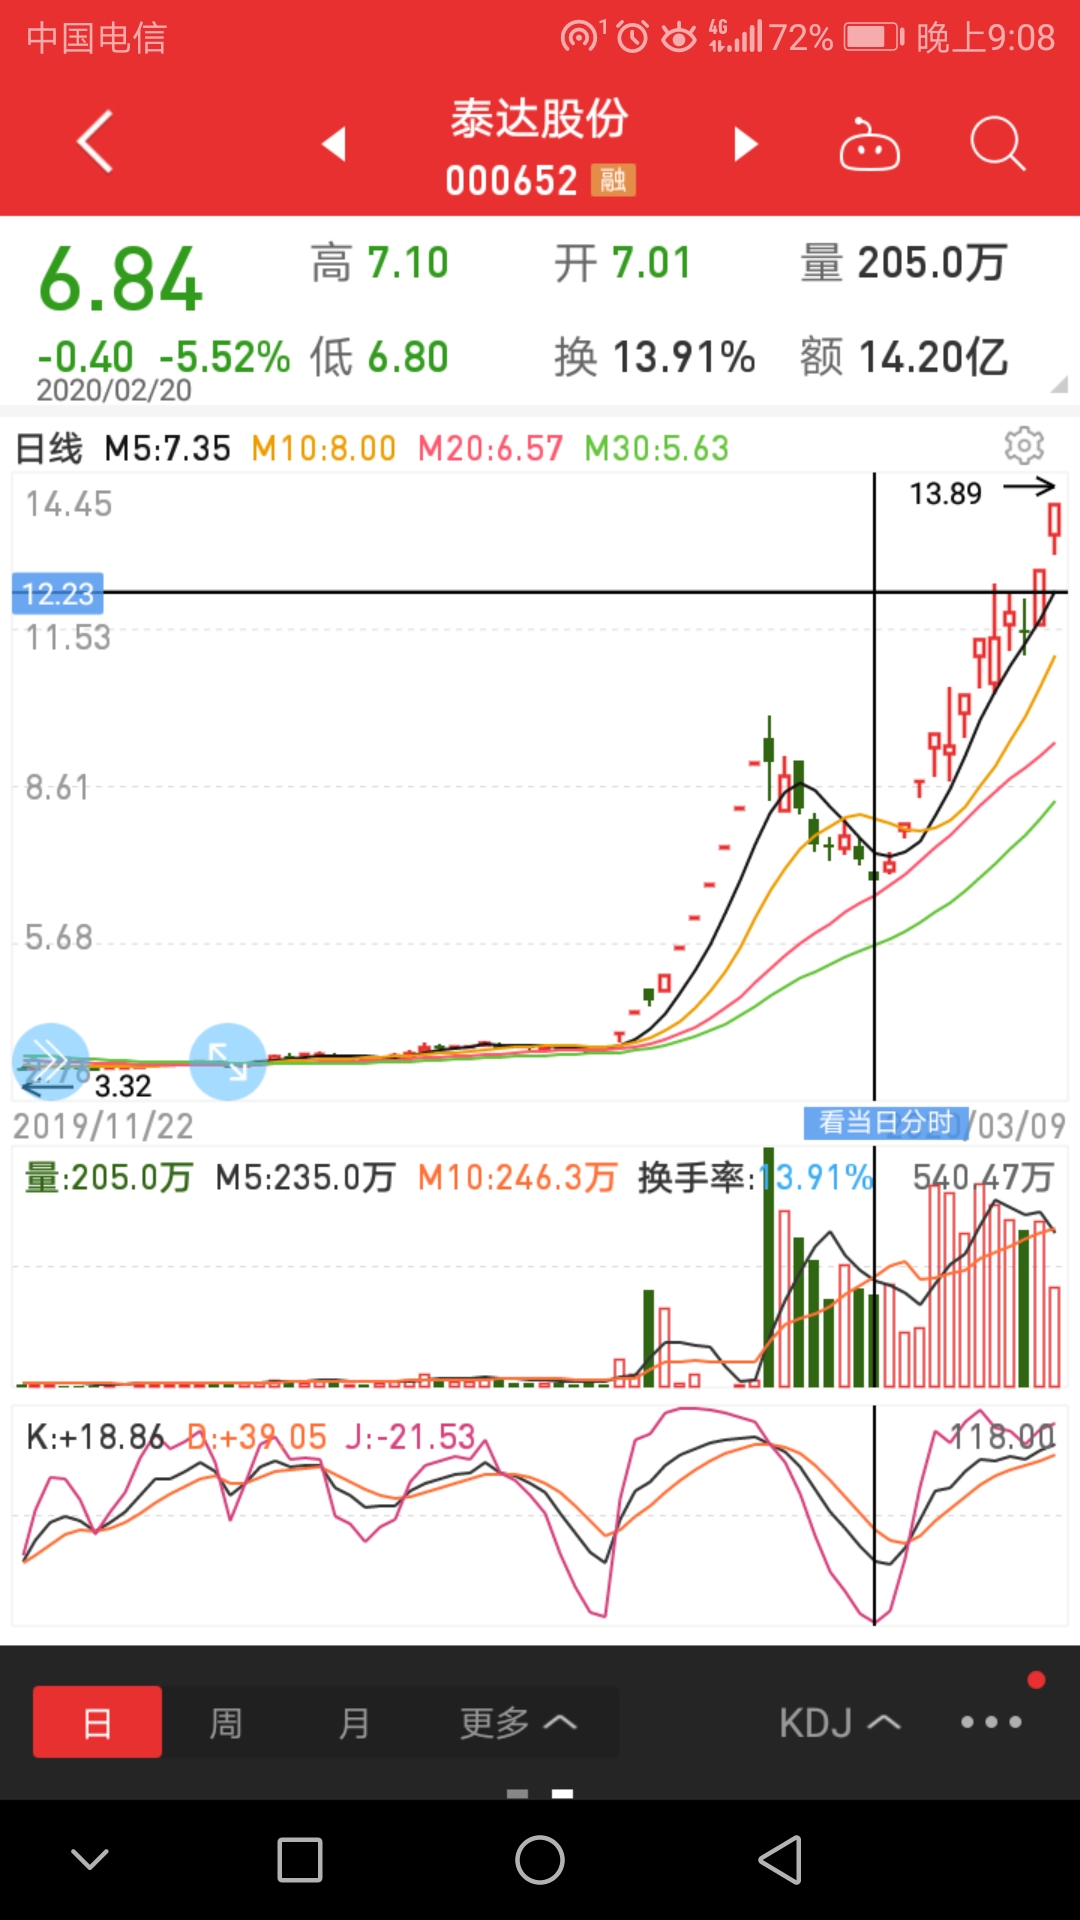 中国电信 1 4G 72% 晚上9:08
泰达股份
000652 融
6.84 高 7.10 开 7.01 量 205.0万
-0.40 -5.52% 低 6.80 换 13.91% 额 14.20亿
2020/02/20
日线 M5:7.35 M10:8.00 M20:6.57 M30:5.63
14.45
13.89
12.23
11.53
8.61
5.68
3.32
2019/11/22 看当日分时 /03/09
量:205.0万 M5:235.0万 M10:246.3万 换手率:13.91% 540.47万
K:+18.86 D:+39.05 J:-21.53 118.00
日 周 月 更多 KDJ